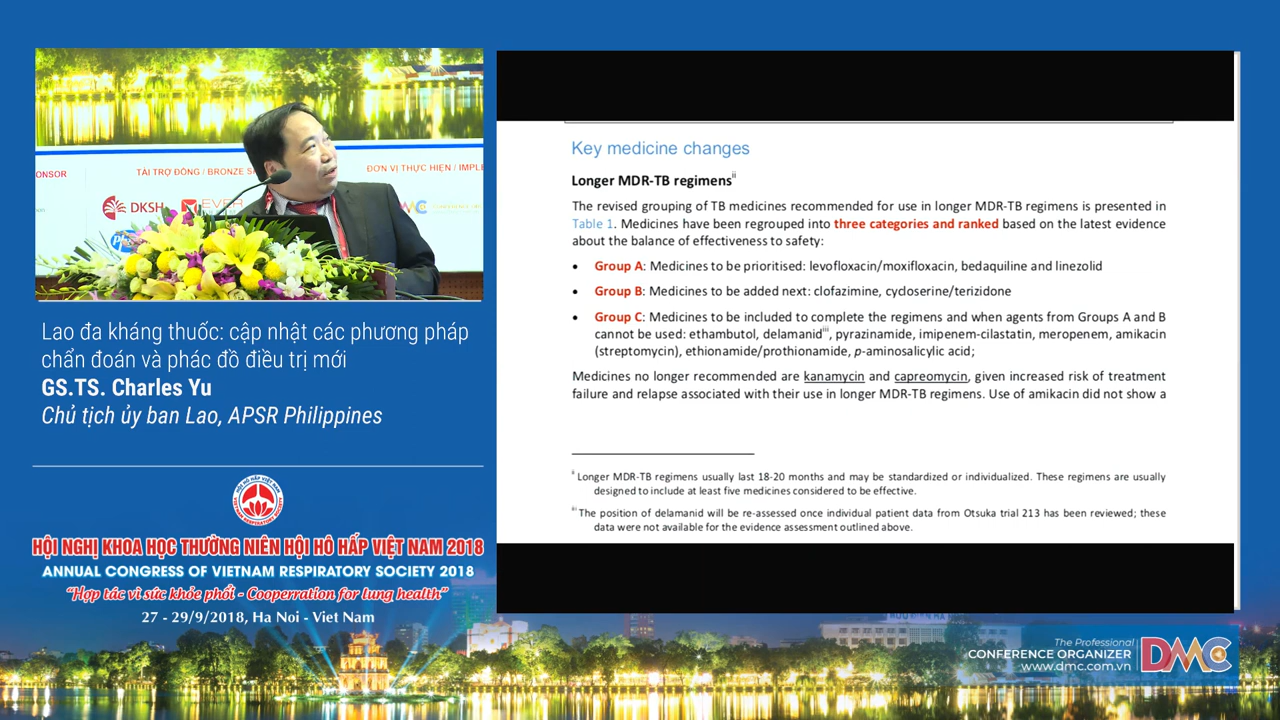 ONSOR
TÀI TRỢ ĐỒNG / BRONZE SP
ĐƠN VỊ THỰC HIỆN / IMPLE
DKSH
EVER
Lao đa kháng thuốc: cập nhật các phương pháp
chẩn đoán và phác đồ điều trị mới
GS.TS. Charles Yu
Chủ tịch ủy ban Lao, APSR Philippines
HỘI NGHỊ KHOA HỌC THƯỜNG NIÊN HỘI HÔ HẤP VIỆT NAM 2018
ANNUAL CONGRESS OF VIETNAM RESPIRATORY SOCIETY 2018
“Hợp tác vì sức khỏe phổi - Cooperration for lung health”
27 - 29/9/2018, Ha Noi - Viet Nam
Key medicine changes
Longer MDR-TB regimens ii
The revised grouping of TB medicines recommended for use in longer MDR-TB regimens is presented in
Table 1. Medicines have been regrouped into three categories and ranked based on the latest evidence
about the balance of effectiveness to safety:
• Group A: Medicines to be prioritised: levofloxacin/moxifloxacin, bedaquiline and linezolid
• Group B: Medicines to be added next: clofazimine, cycloserine/terizidone
• Group C: Medicines to be included to complete the regimens and when agents from Groups A and B
cannot be used: ethambutol, delamanid iii, pyrazinamide, imipenem-cilastatin, meropenem, amikacin
(streptomycin), ethionamide/prothionamide, p-aminosalicylic acid;
Medicines no longer recommended are kanamycin and capreomycin, given increased risk of treatment
failure and relapse associated with their use in longer MDR-TB regimens. Use of amikacin did not show a
ii Longer MDR-TB regimens usually last 18-20 months and may be standardized or individualized. These regimens are usually
designed to include at least five medicines considered to be effective.
iii The position of delamanid will be re-assessed once individual patient data from Otsuka trial 213 has been reviewed; these
data were not available for the evidence assessment outlined above.
The Professional
CONFERENCE ORGANIZER
www.dmc.com.vn
DMC